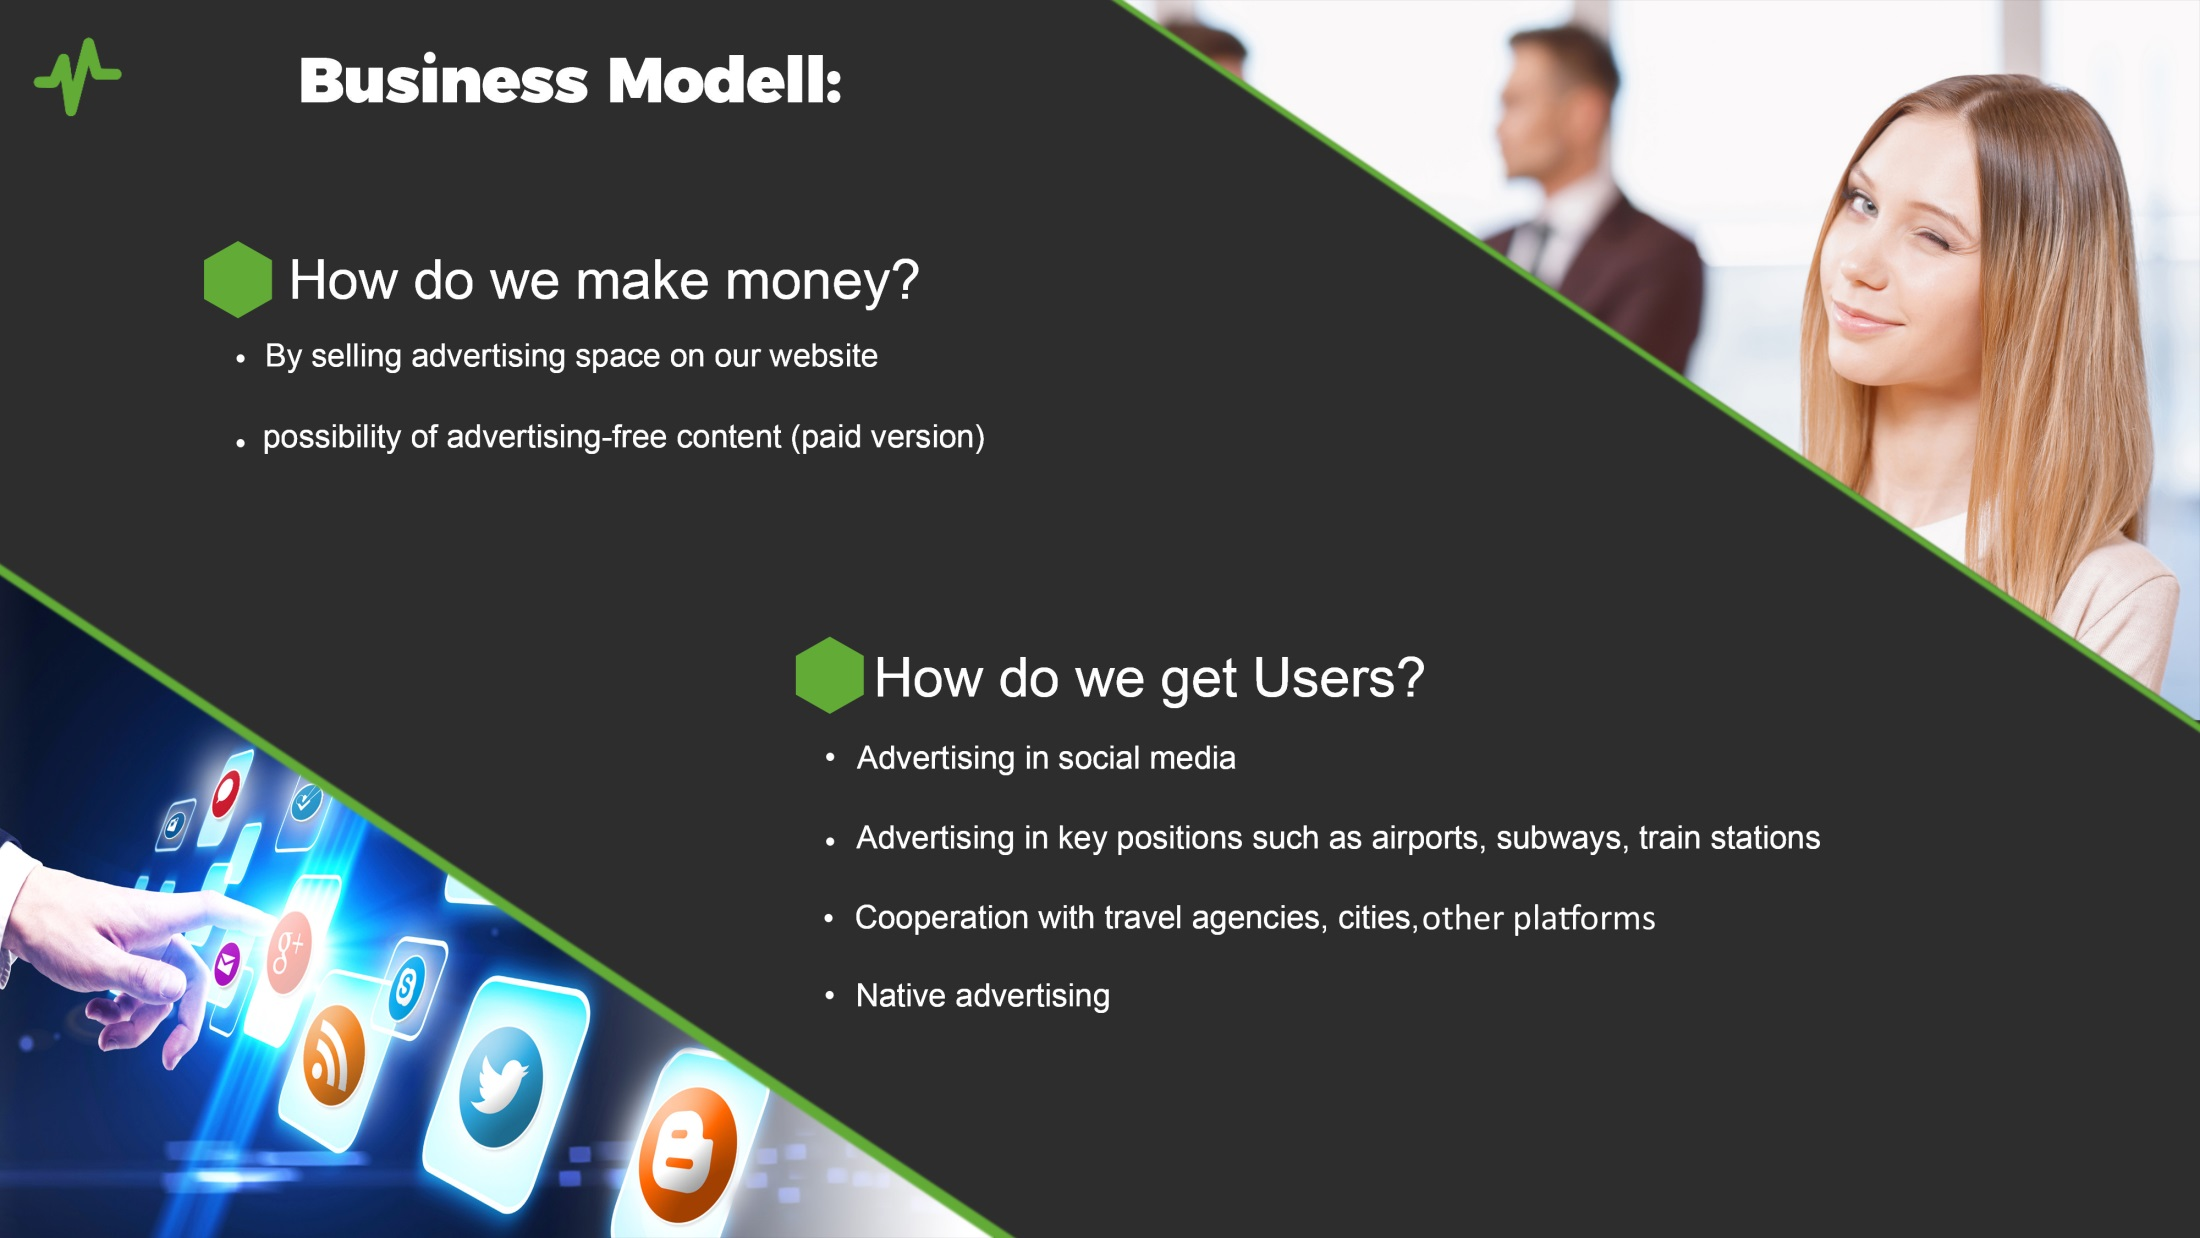 Business Modell:
How do we make money?
• By selling advertising space on our website
• possibility of advertising-free content (paid version)
How do we get Users?
• Advertising in social media
• Advertising in key positions such as airports, subways, train stations
• Cooperation with travel agencies, cities,other platforms
• Native advertising
g+
S
B